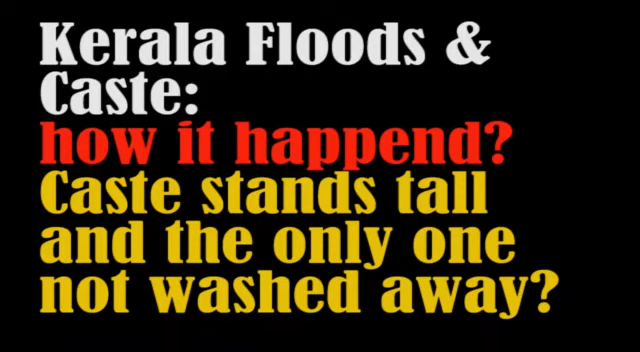 Kerala Floods &
Caste:
how it happend?
Caste stands tall
and the only one
not washed away?